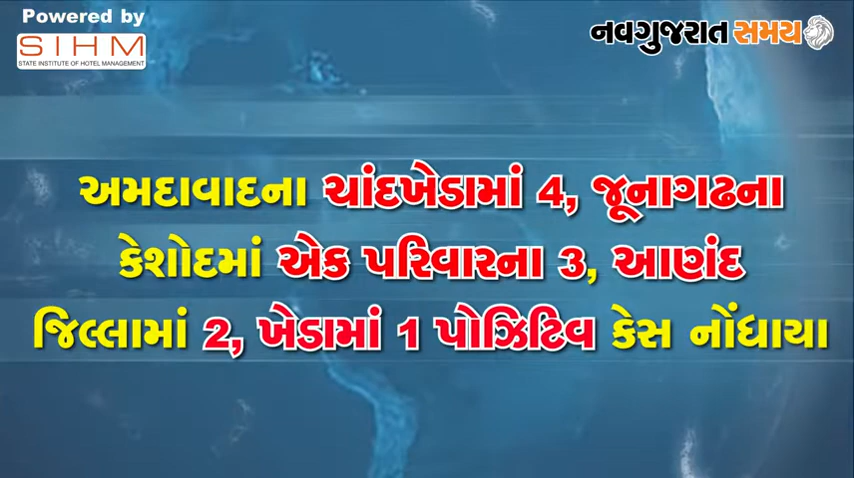 Powered by
SIHM
STATE INSTITUTE OF HOTEL MANAGEMENT
નવગુજરાત સમય
અમદાવાદના ચાંદખેડામાં 4, જૂનાગઢના
કેશોદમાં એક પરિવારના 3, આણંદ
જિલ્લામાં 2, ખેડામાં 1 પોઝિટિવ કેસ નોંધાયા